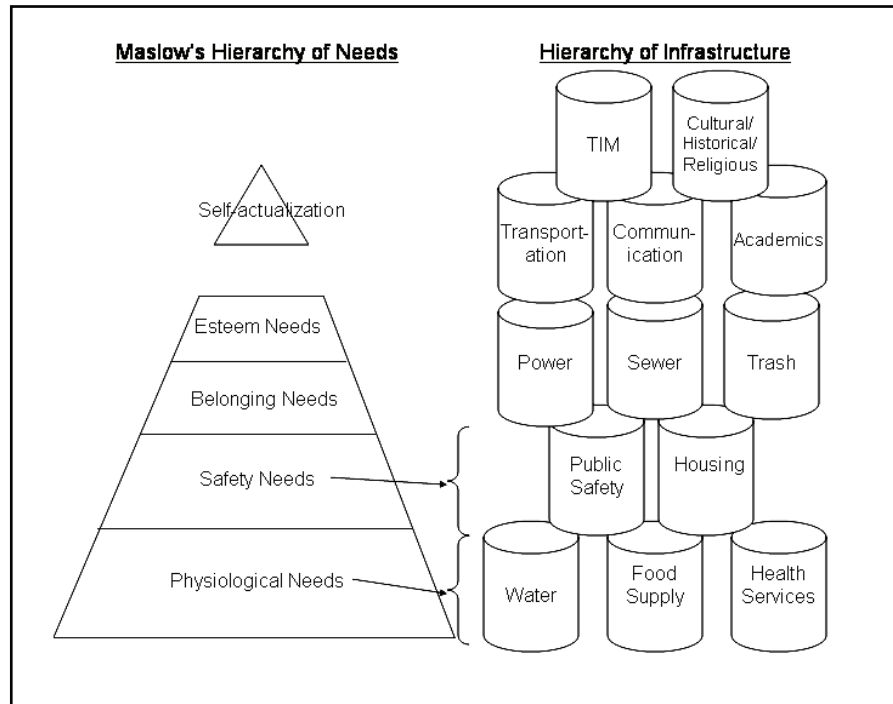 Maslow's Hierarchy of Needs
Self-actualization
Esteem Needs
Belonging Needs
Safety Needs
Physiological Needs
Hierarchy of Infrastructure
TIM
Cultural/
Historical/
Religious
Transport-
ation
Commun-
ication
Academics
Power
Sewer
Trash
Public
Safety
Housing
Water
Food
Supply
Health
Services